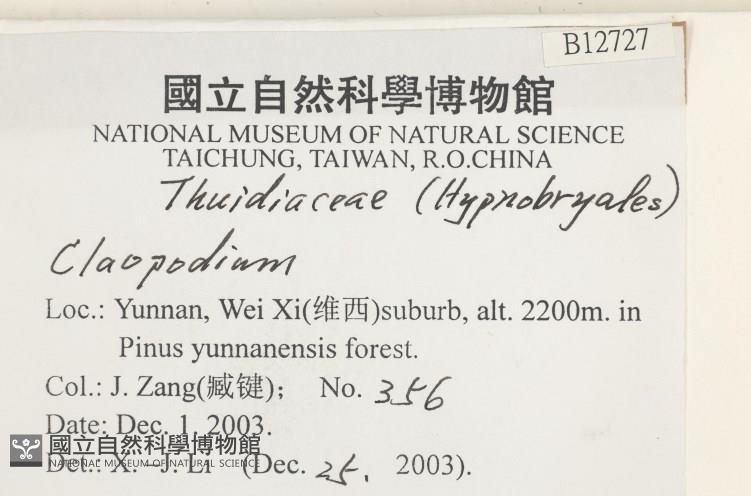 B12727
國立自然科學博物館
NATIONAL MUSEUM OF NATURAL SCIENCE
TAICHUNG, TAIWAN, R.O.CHINA
Thuidiaceae (Hypnobryales)
Claopodium
Loc.: Yunnan, Wei Xi(维西)suburb, alt. 2200m. in
Pinus yunnanensis forest.
Col.: J. Zang(臧键); No. 356
Date: Dec. 1, 2003.
國立自然科學博物館
NATIONAL MUSEUM OF NATURAL SCIENCE
Det.: X. -J. Li (Dec. 25, 2003).